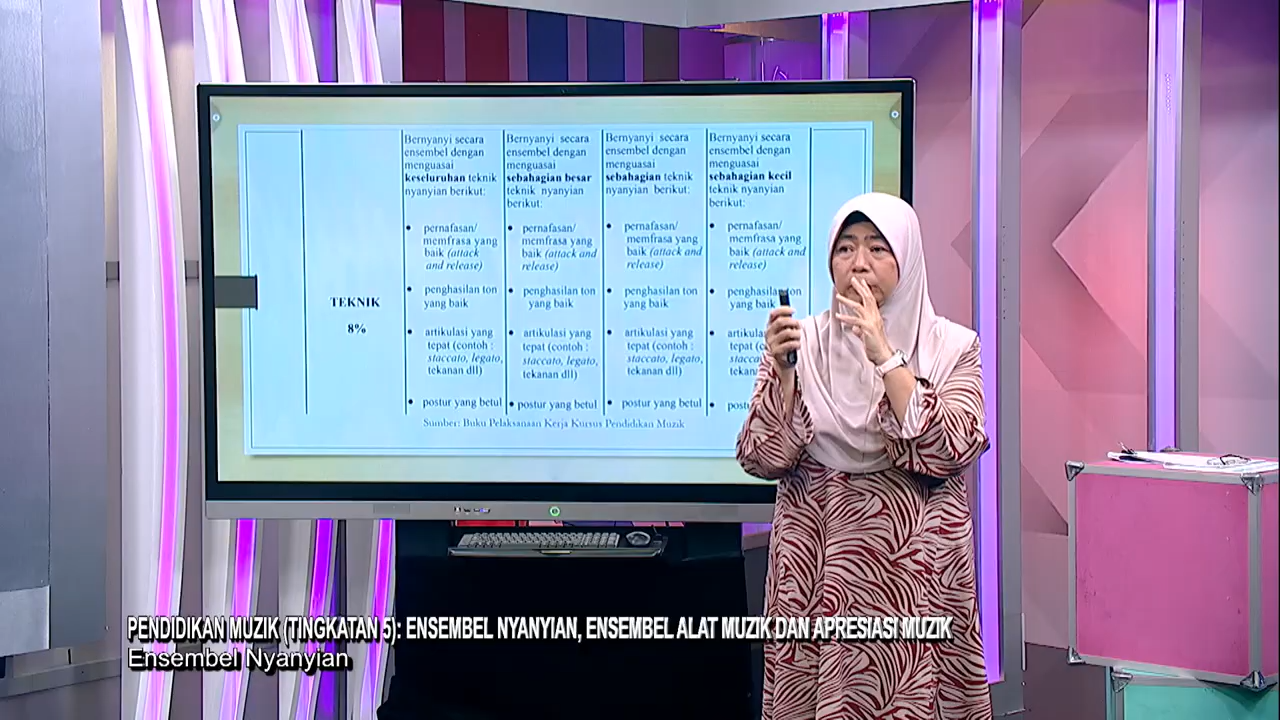 TEKNIK
8%
Bernyanyi secara
ensembel dengan
menguasai
keseluruhan teknik
nyanyian berikut:
• pernafasan/
memfrasa yang
baik (attack
and release)
• penghasilan ton
yang baik
• artikulasi yang
tepat (contoh :
staccato, legato,
tekanan dll)
• postur yang betul
Bernyanyi secara
ensembel dengan
menguasai
sebahagian besar
teknik nyanyian
berikut:
• pernafasan/
memfrasa yang
baik (attack and
release)
• penghasilan ton
yang baik
• artikulasi yang
tepat (contoh :
staccato, legato,
tekanan dll)
• postur yang betul
Bernyanyi secara
ensembel dengan
menguasai
sebahagian teknik
nyanyian berikut:
• pernafasan/
memfrasa yang
baik (attack and
release)
• penghasilan ton
yang baik
• artikulasi yang
tepat (contoh :
staccato, legato,
tekanan dll)
• postur yang betul
Bernyanyi secara
ensembel dengan
menguasai
sebahagian kecil
teknik nyanyian
berikut:
• pernafasan/
memfrasa yang
baik (attack and
release)
• penghasilan ton
yang baik
•
tepat
Sumber: Buku Pelaksanaan Kerja Kursus Pendidikan Muzik
PENDIDIKAN MUZIK (TINGKATAN 5): ENSEMBEL NYANYIAN, ENSEMBEL ALAT MUZIK DAN APRESIASI MUZIK
Ensembel Nyanyian